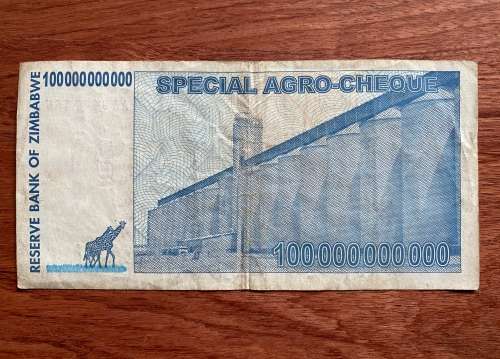 RESERVE BANK OF ZIMBABWE
100000000000
SPECIAL AGRO-CHEQUE
100·000·000·000